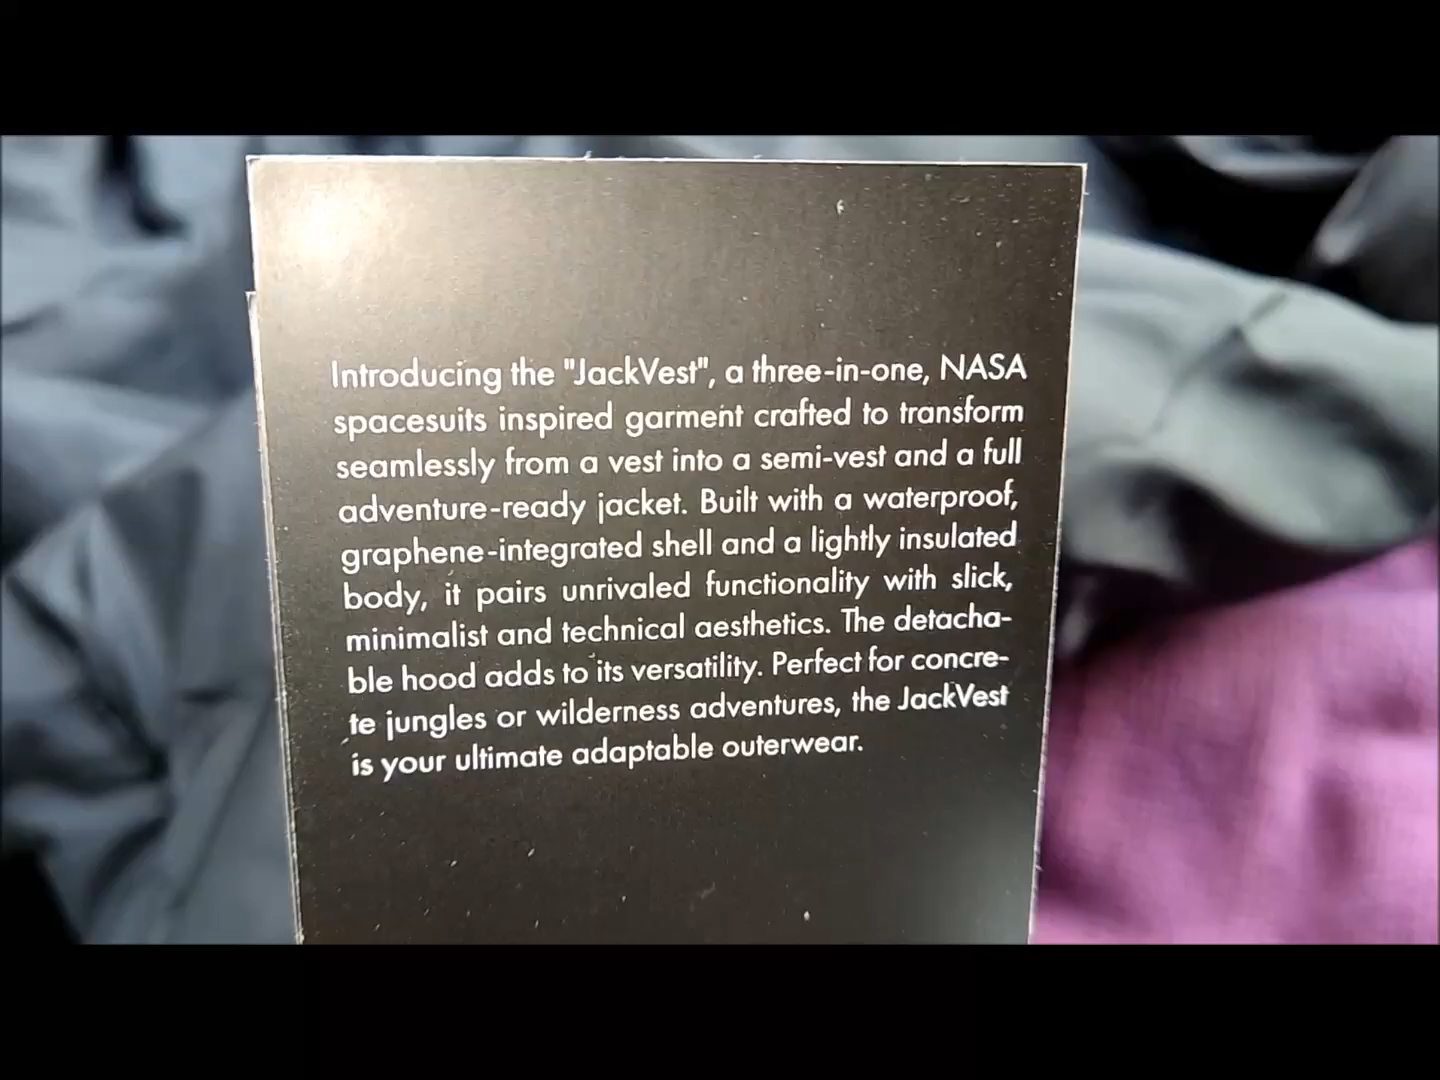 Introducing the "JackVest", a three-in-one, NASA
spacesuits inspired garment crafted to transform
seamlessly from a vest into a semi-vest and a full
adventure-ready jacket. Built with a waterproof,
graphene-integrated shell and a lightly insulated
body, it pairs unrivaled functionality with slick,
minimalist and technical aesthetics. The detacha-
ble hood adds to its versatility. Perfect for concre-
te jungles or wilderness adventures, the JackVest
is your ultimate adaptable outerwear.